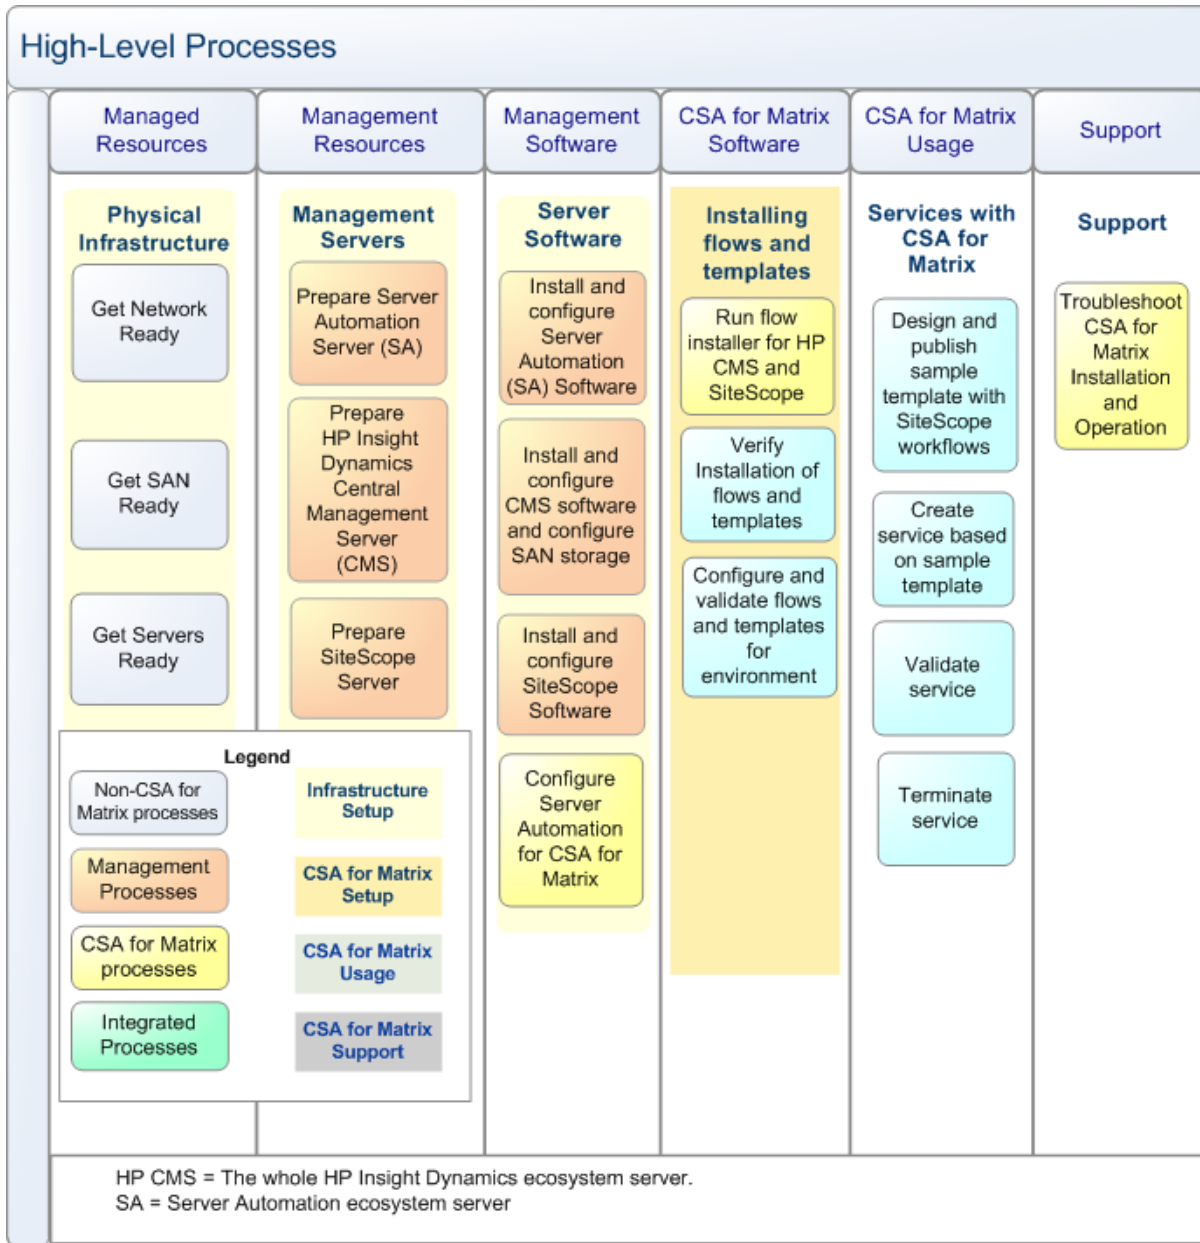 High-Level Processes
Managed
Resources
Management
Resources
Management
Software
CSA for Matrix
Software
CSA for Matrix
Usage
Support
Physical
Infrastructure
Get Network
Ready
Get SAN
Ready
Get Servers
Ready
Management
Servers
Prepare Server
Automation
Server (SA)
Prepare
HP Insight
Dynamics
Central
Management
Server
(CMS)
Prepare
SiteScope
Server
Server
Software
Install and
configure
Server
Automation
(SA) Software
Install and
configure
CMS software
and configure
SAN storage
Install and
configure
SiteScope
Software
Configure
Server
Automation
for CSA for
Matrix
Installing
flows and
templates
Run flow
installer for HP
CMS and
SiteScope
Verify
Installation of
flows and
templates
Configure and
validate flows
and templates
for
environment
Services with
CSA for
Matrix
Design and
publish
sample
template with
SiteScope
workflows
Create
service based
on sample
template
Validate
service
Terminate
service
Support
Troubleshoot
CSA for
Matrix
Installation
and
Operation
Legend
Non-CSA for
Matrix processes
Management
Processes
CSA for Matrix
processes
Integrated
Processes
Infrastructure
Setup
CSA for Matrix
Setup
CSA for Matrix
Usage
CSA for Matrix
Support
HP CMS = The whole HP Insight Dynamics ecosystem server.
SA = Server Automation ecosystem server